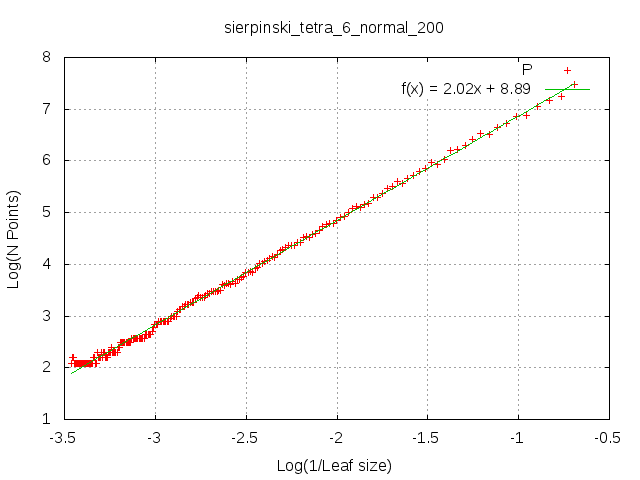 sierpinski_tetra_6_normal_200
8
7
6
5
4
3
2
1
Log(N Points)
P
f(x) = 2.02x + 8.89
-3.5 -3 -2.5 -2 -1.5 -1 -0.5
Log(1/Leaf size)